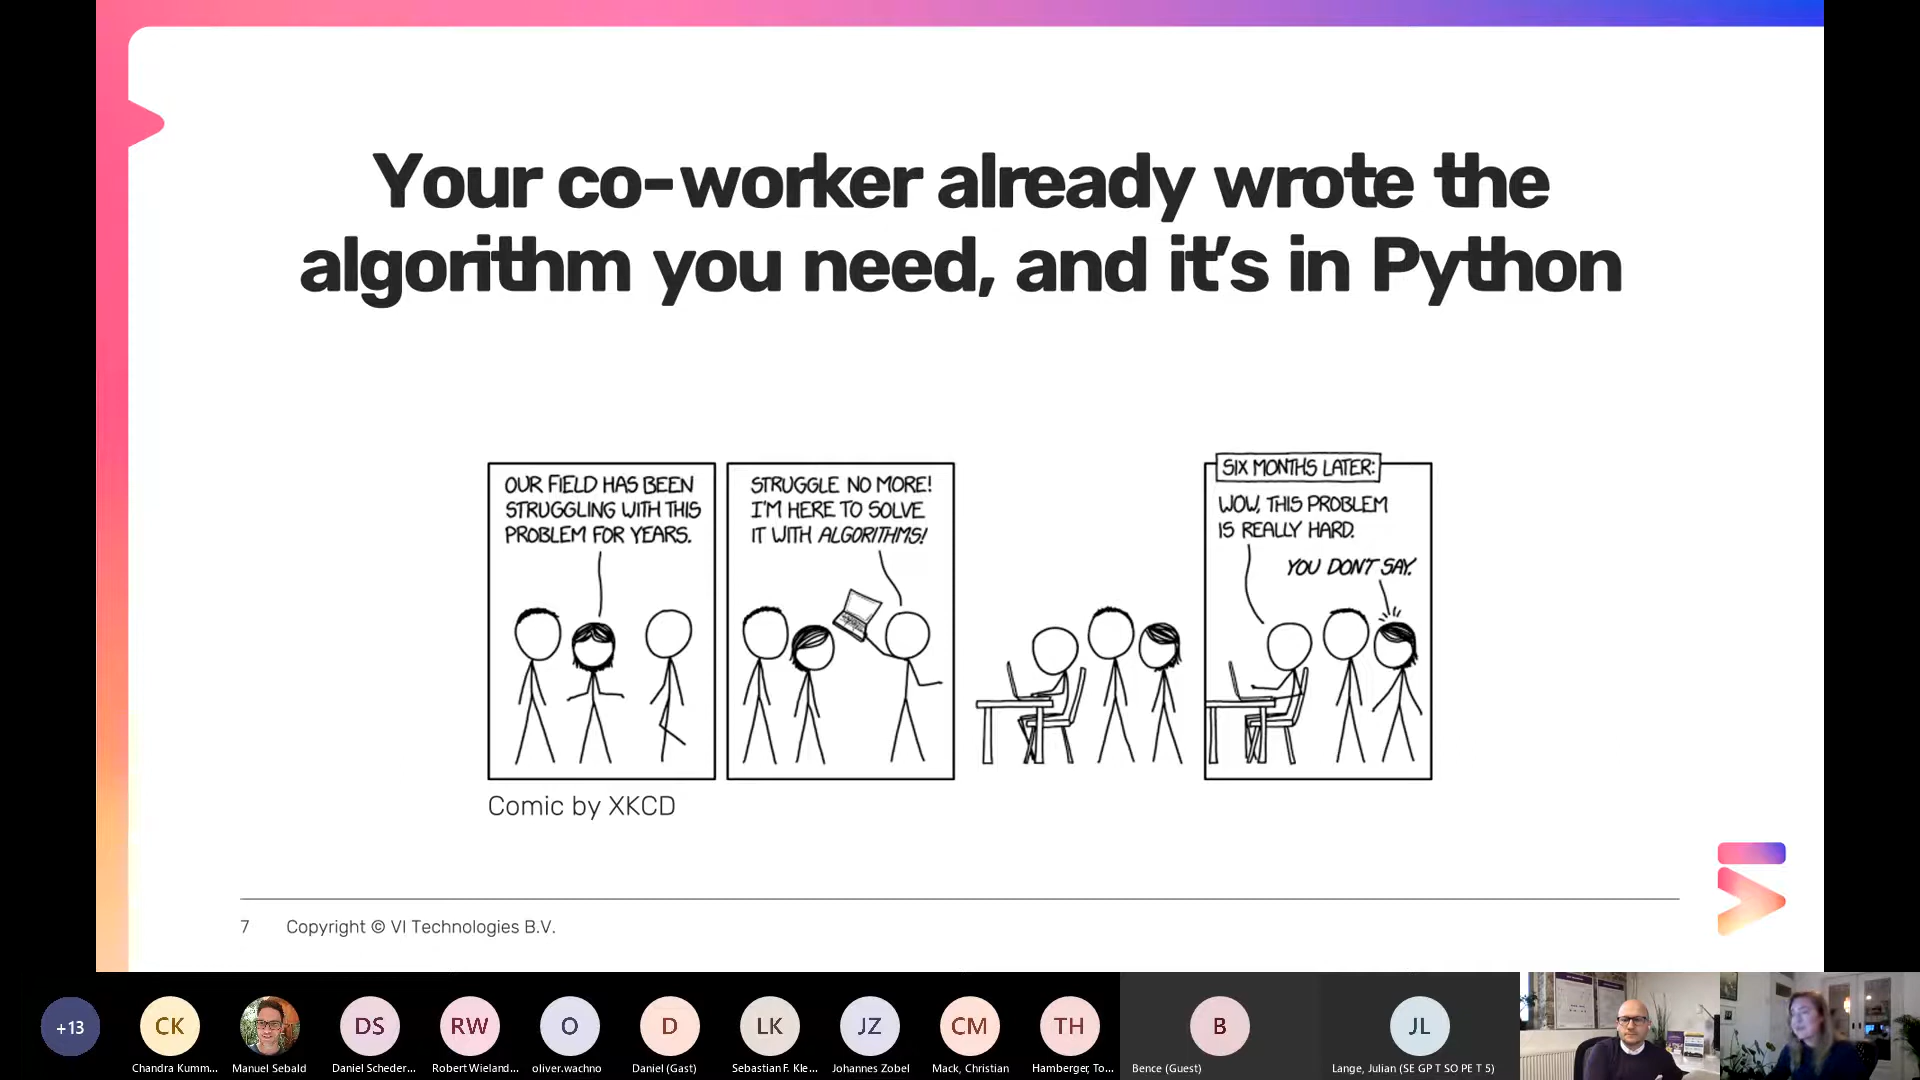 Your co-worker already wrote the
algorithm you need, and it's in Python
OUR FIELD HAS BEEN
STRUGGLING WITH THIS
PROBLEM FOR YEARS.
STRUGGLE NO MORE!
I'M HERE TO SOLVE
IT WITH ALGORITHMS!
SIX MONTHS LATER:
WOW, THIS PROBLEM
IS REALLY HARD.
YOU DON'T SAY.
Comic by XKCD
7 Copyright © VI Technologies B.V.
+13
CK
DS
RW
O
D
LK
JZ
CM
TH
B
JL
Chandra Kumm...
Manuel Sebald
Daniel Scheder...
Robert Wieland...
oliver.wachno
Daniel (Gast)
Sebastian F. Kle...
Johannes Zobel
Mack, Christian
Hamberger, To...
Bence (Guest)
Lange, Julian (SE GP T SO PE T 5)